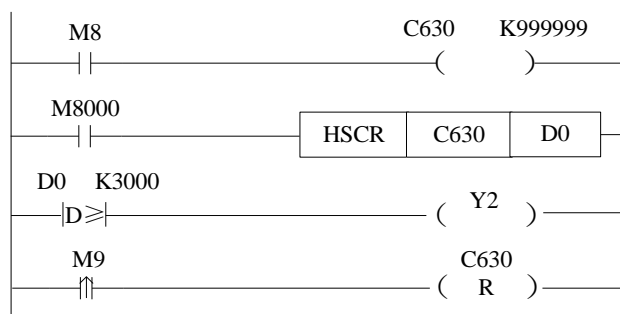 M8 C630 K999999
M8000
HSCR C630 D0
D0 K3000
D≥ Y2
M9 C630
R